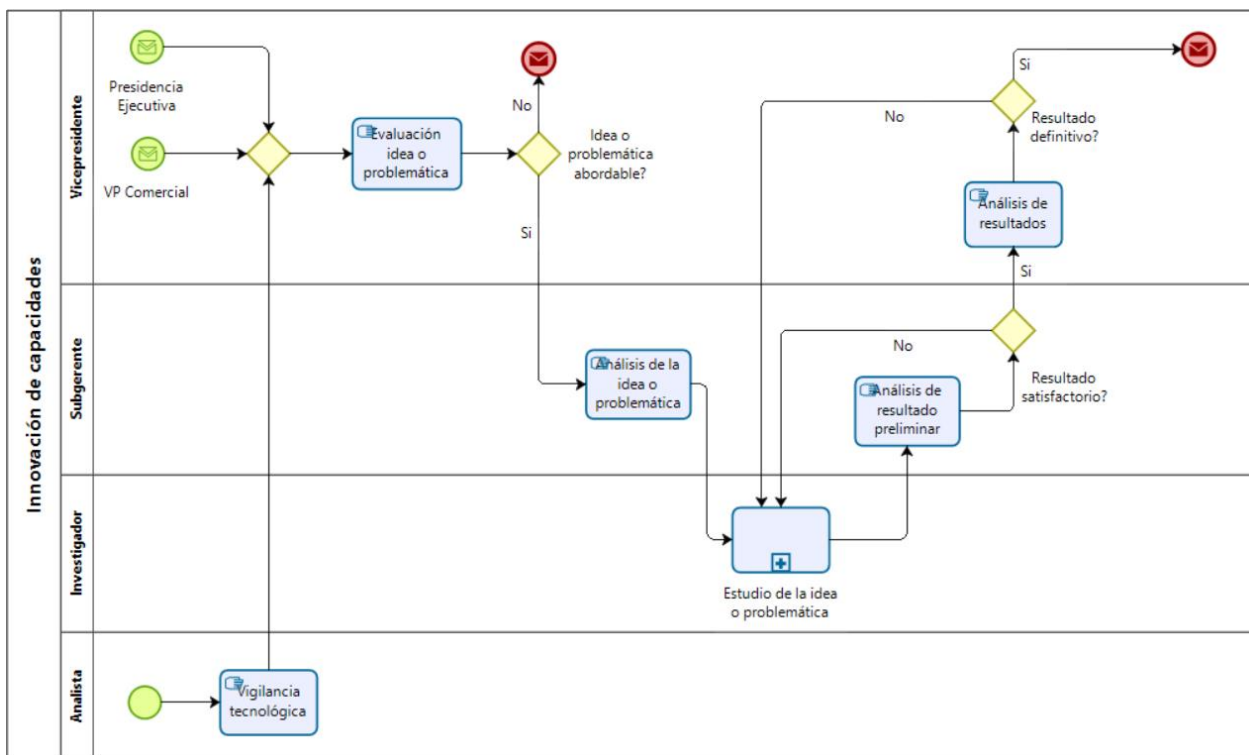 Innovación de capacidades
Vicepresidente
Presidencia
Ejecutiva
VP Comercial
Evaluación
idea o
problemática
No
Idea o
problemática
abordable?
Si
Si
No
Resultado
definitivo?
Análisis de
resultados
Si
Subgerente
Análisis de la
idea o
problemática
No
Resultado
satisfactorio?
Análisis de
resultado
preliminar
Investigador
Estudio de la idea
o problemática
Analista
Vigilancia
tecnológica